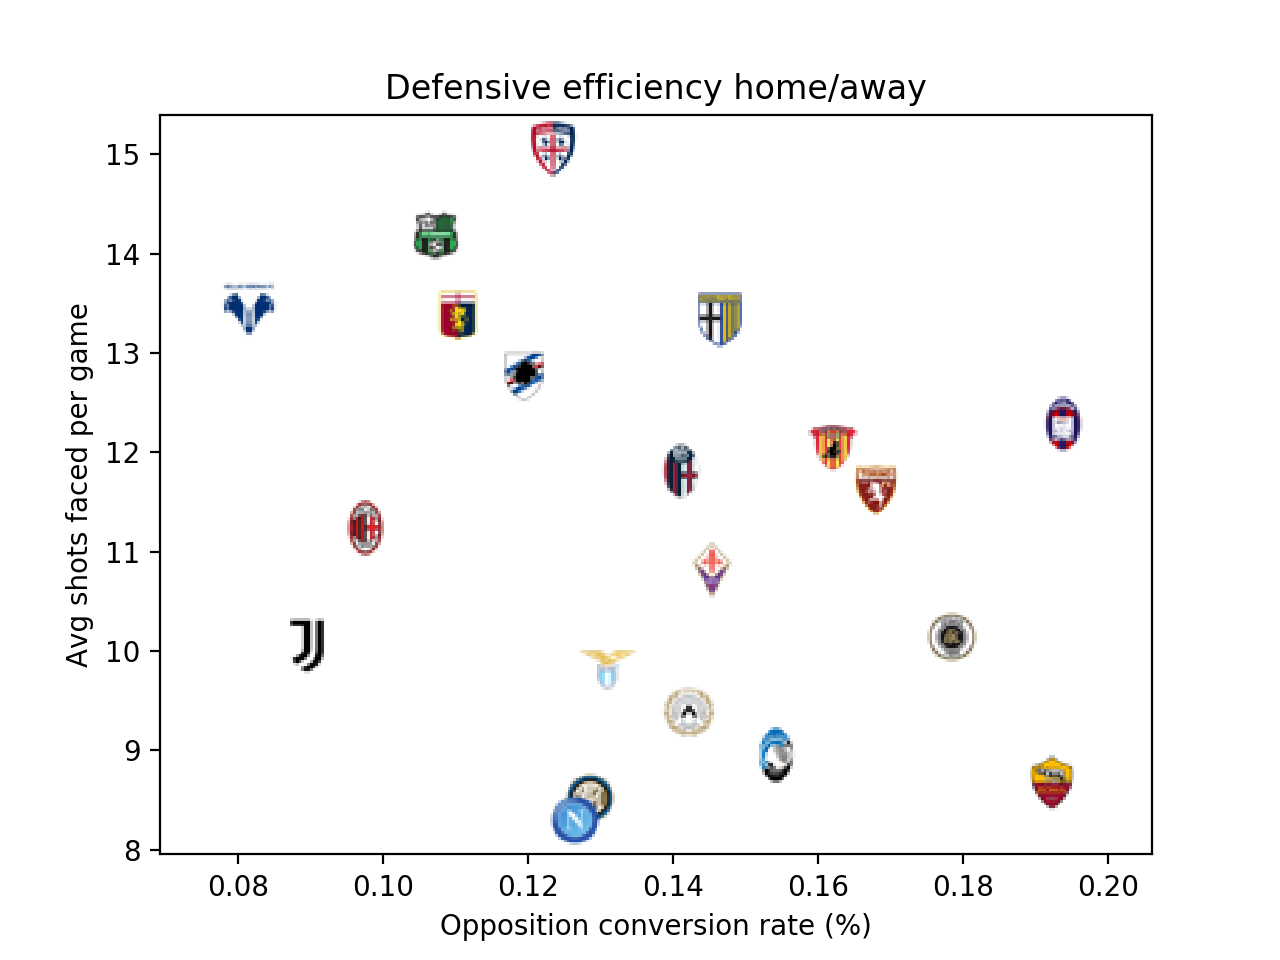 Defensive efficiency home/away
Avg shots faced per game
15
14
13
12
11
10
9
8
0.08 0.10 0.12 0.14 0.16 0.18 0.20
Opposition conversion rate (%)